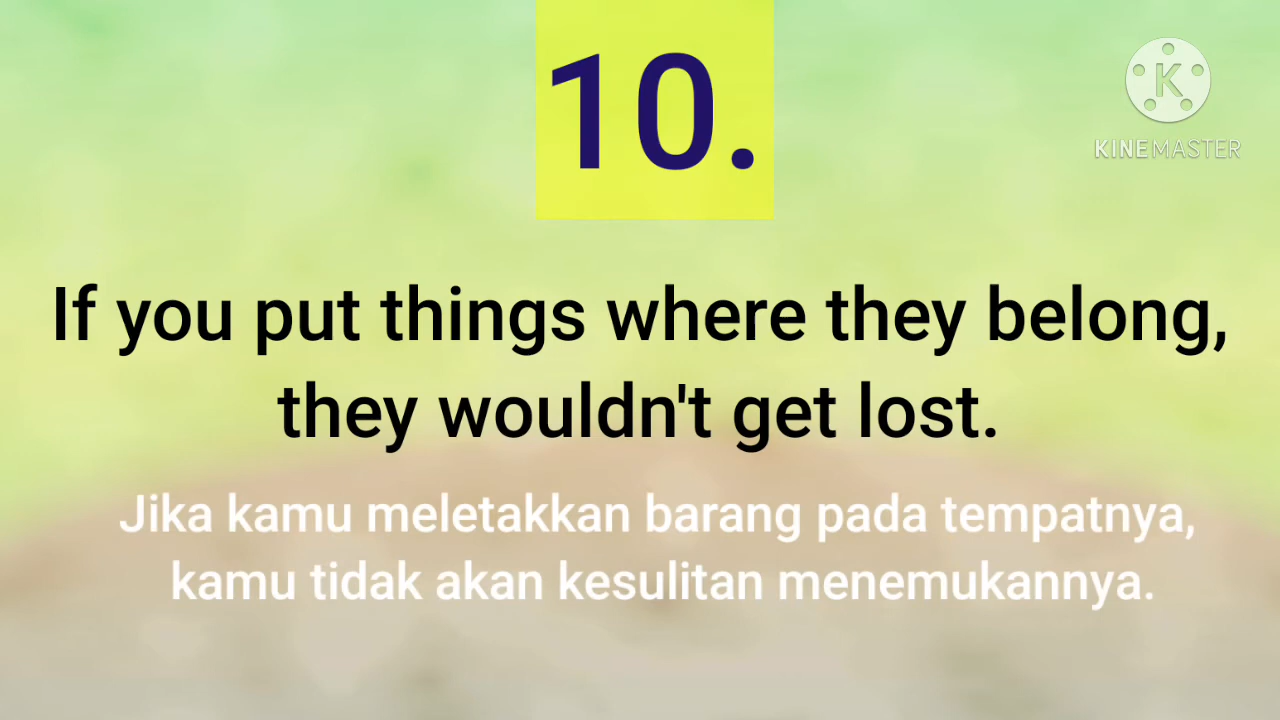 10.
K
KINEMASTER
If you put things where they belong,
they wouldn't get lost.
Jika kamu meletakkan barang pada tempatnya,
kamu tidak akan kesulitan menemukannya.